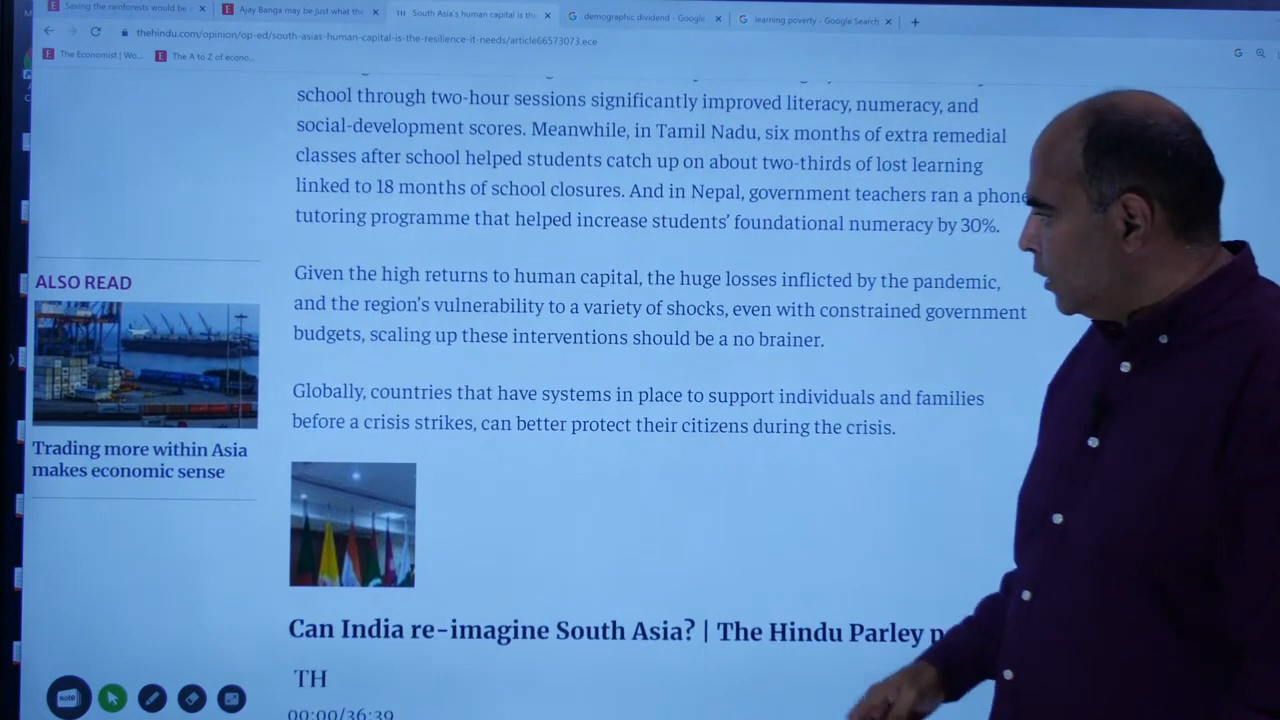 Saving the rainforests would be
Ajay Banga may be just what the
TH South Asia's human capital is the
demographic dividend - Google
learning poverty - Google Search
thehindu.com/opinion/op-ed/south-asias-human-capital-is-the-resilience-it-needs/article66573073.ece
The Economist | Wo...
The A to Z of econo...
school through two-hour sessions significantly improved literacy, numeracy, and
social-development scores. Meanwhile, in Tamil Nadu, six months of extra remedial
classes after school helped students catch up on about two-thirds of lost learning
linked to 18 months of school closures. And in Nepal, government teachers ran a phone
tutoring programme that helped increase students' foundational numeracy by 30%.
Given the high returns to human capital, the huge losses inflicted by the pandemic,
and the region's vulnerability to a variety of shocks, even with constrained government
budgets, scaling up these interventions should be a no brainer.
Globally, countries that have systems in place to support individuals and families
before a crisis strikes, can better protect their citizens during the crisis.
ALSO READ
Trading more within Asia
makes economic sense
Can India re-imagine South Asia? | The Hindu Parley p
TH
00:00/36:39
Note